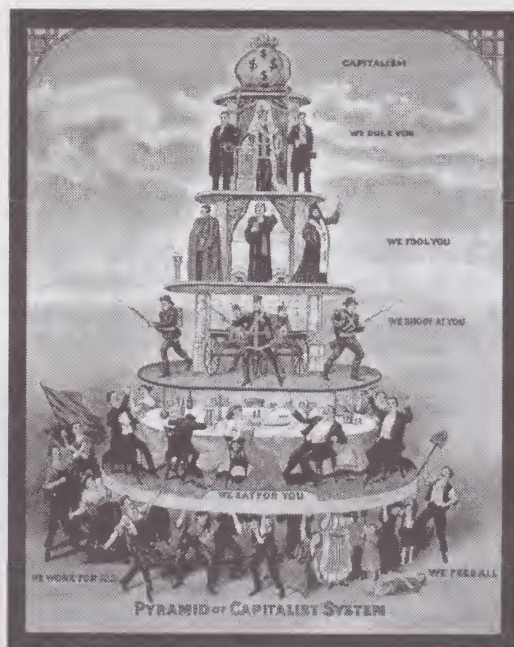 CAPITALISM
WE RULE YOU
WE FOOL YOU
WE SHOOT AT YOU
WE EAT FOR YOU
WE WORK FOR ALL
WE FEED ALL
PYRAMID OF CAPITALIST SYSTEM